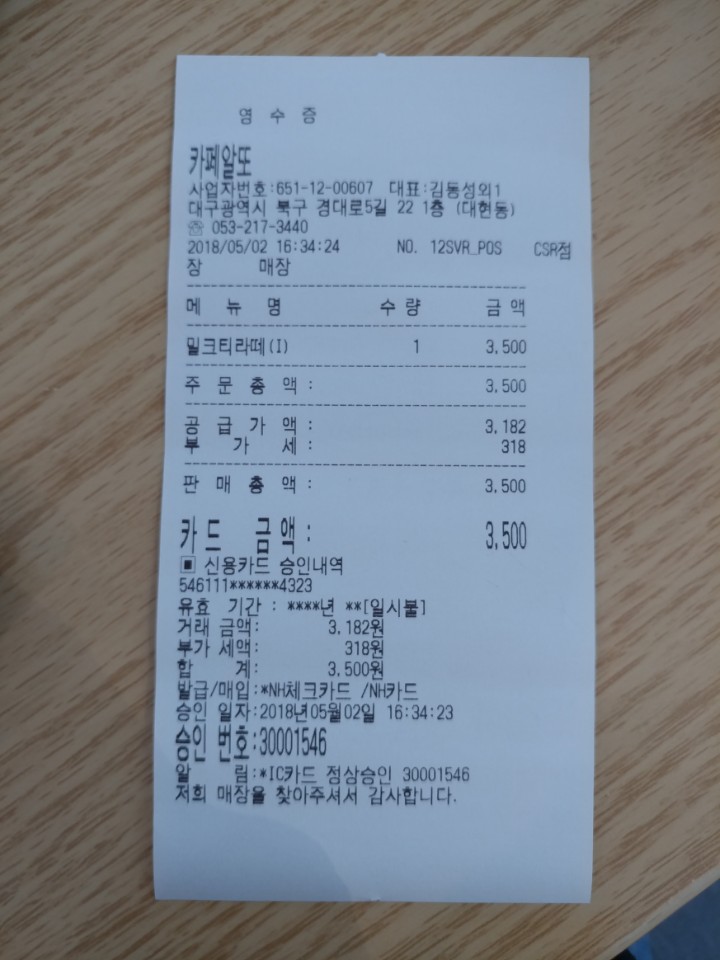 영 수 증
카페알또
사업자번호:651-12-00607 대표:김동성외1
대구광역시 북구 경대로5길 22 1층 (대현동)
☏ 053-217-3440
2018/05/02 16:34:24 NO. 12SVR_POS CSR점
장 매장
메 뉴 명 수 량 금 액
밀크티라떼(I) 1 3,500
주 문 총 액 : 3,500
공 급 가 액 : 3,182
부 가 세 : 318
판 매 총 액 : 3,500
카드 금액: 3,500
▣ 신용카드 승인내역
546111******4323
유효 기간 : ****년 **[일시불]
거래 금액: 3,182원
부가 세액: 318원
합 계: 3,500원
발급/매입:*NH체크카드 /NH카드
승인 일자:2018년05월02일 16:34:23
승인 번호:30001546
알 림:*IC카드 정상승인 30001546
저희 매장을 찾아주셔서 감사합니다.